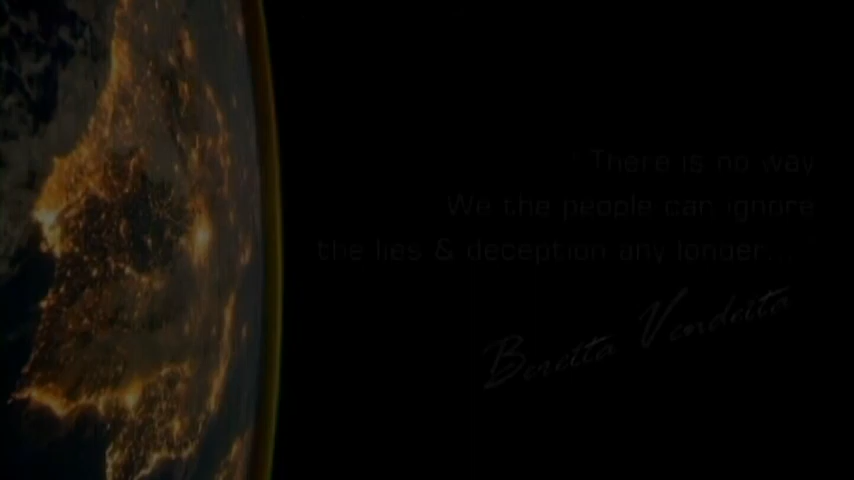 " There is no way
We the people can ignore
the lies & deception any longer... "
Beretta Vendetta